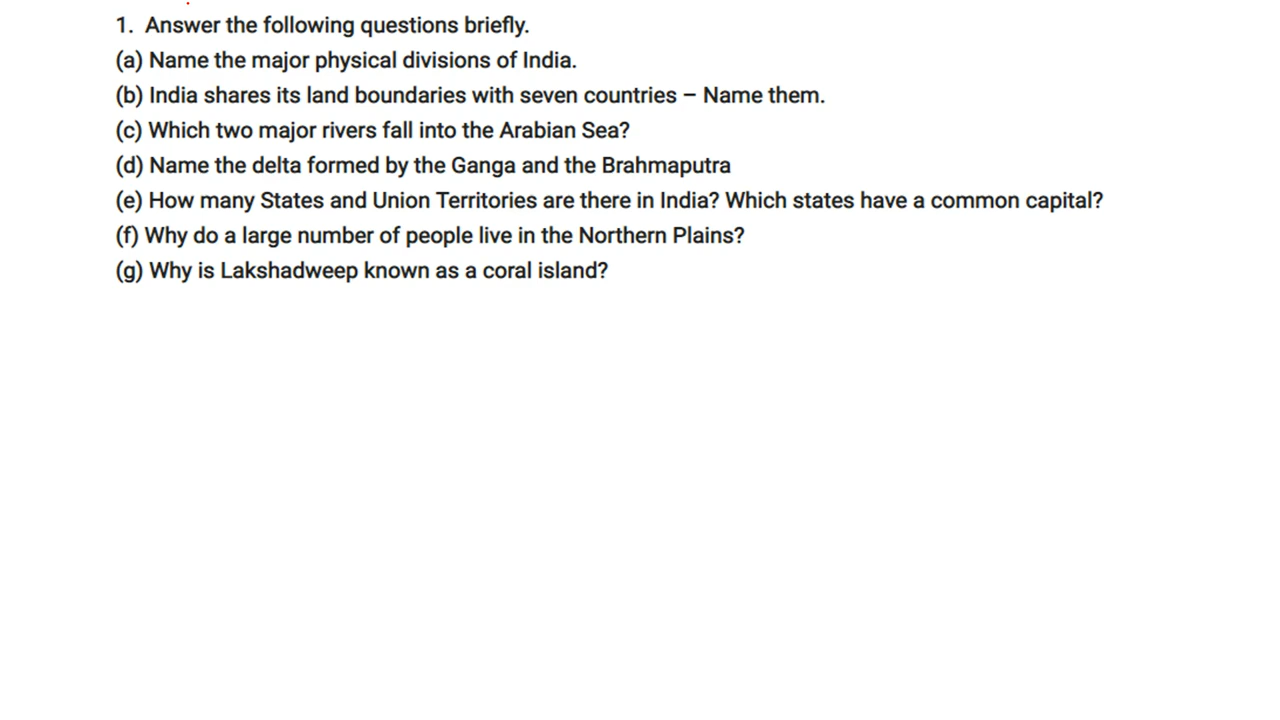 1. Answer the following questions briefly.
(a) Name the major physical divisions of India.
(b) India shares its land boundaries with seven countries – Name them.
(c) Which two major rivers fall into the Arabian Sea?
(d) Name the delta formed by the Ganga and the Brahmaputra
(e) How many States and Union Territories are there in India? Which states have a common capital?
(f) Why do a large number of people live in the Northern Plains?
(g) Why is Lakshadweep known as a coral island?